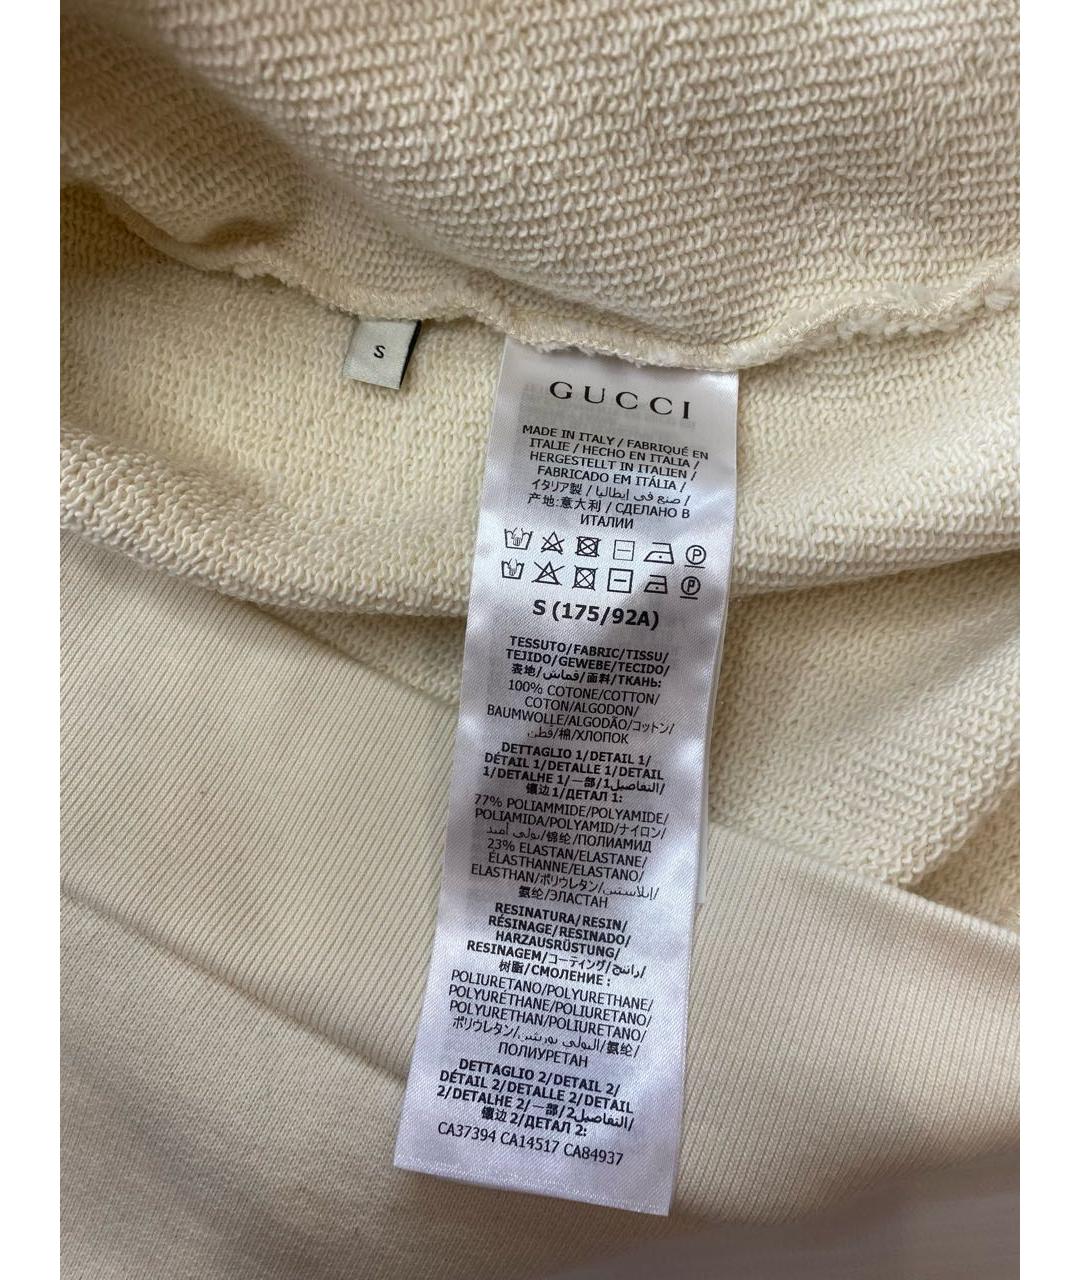 S
GUCCI
MADE IN ITALY / FABRIQUÉ EN
ITALIE / HECHO EN ITALIA /
HERGESTELLT IN ITALIEN /
FABRICADO EM ITÁLIA /
イタリア製 / صنع في إيطاليا /
产地:意大利 / СДЕЛАНО В
ИТАЛИИ
P
P
S (175/92A)
TESSUTO/FABRIC/TISSU/
TEJIDO/GEWEBE/TECIDO/
表地/قماش/面料/ТКАНЬ:
100% COTONE/COTTON/
COTON/ALGODON/
BAUMWOLLE/ALGODÃO/コットン/
قطن/棉/ХЛОПОК
DETTAGLIO 1/DETAIL 1/
DÉTAIL 1/DETALLE 1/DETAIL
1/DETALHE 1/一部/1التفاصيل/
镶边 1/ДЕТАЛ 1:
77% POLIAMMIDE/POLYAMIDE/
POLIAMIDA/POLYAMID/ナイロン/
بولي أميد/锦纶/ПОЛИАМИД
23% ELASTAN/ELASTANE/
ÉLASTHANNE/ELASTANO/
ELASTHAN/ポリウレタン/إيلاستين/
氨纶/ЭЛАСТАН
RESINATURA/RESIN/
RÉSINAGE/RESINADO/
HARZAUSRÜSTUNG/
RESINAGEM/コーティング/راتنج/
树脂/СМОЛЕНИЕ :
POLIURETANO/POLYURETHANE/
POLYURÉTHANE/POLIURETANO/
POLYURETHAN/POLIURETANO/
ポリウレタン/البولي يوريثين/氨纶/
ПОЛИУРЕТАН
DETTAGLIO 2/DETAIL 2/
DÉTAIL 2/DETALLE 2/DETAIL
2/DETALHE 2/一部/2التفاصيل/
镶边 2/ДЕТАЛ 2:
CA37394 CA14517 CA84937